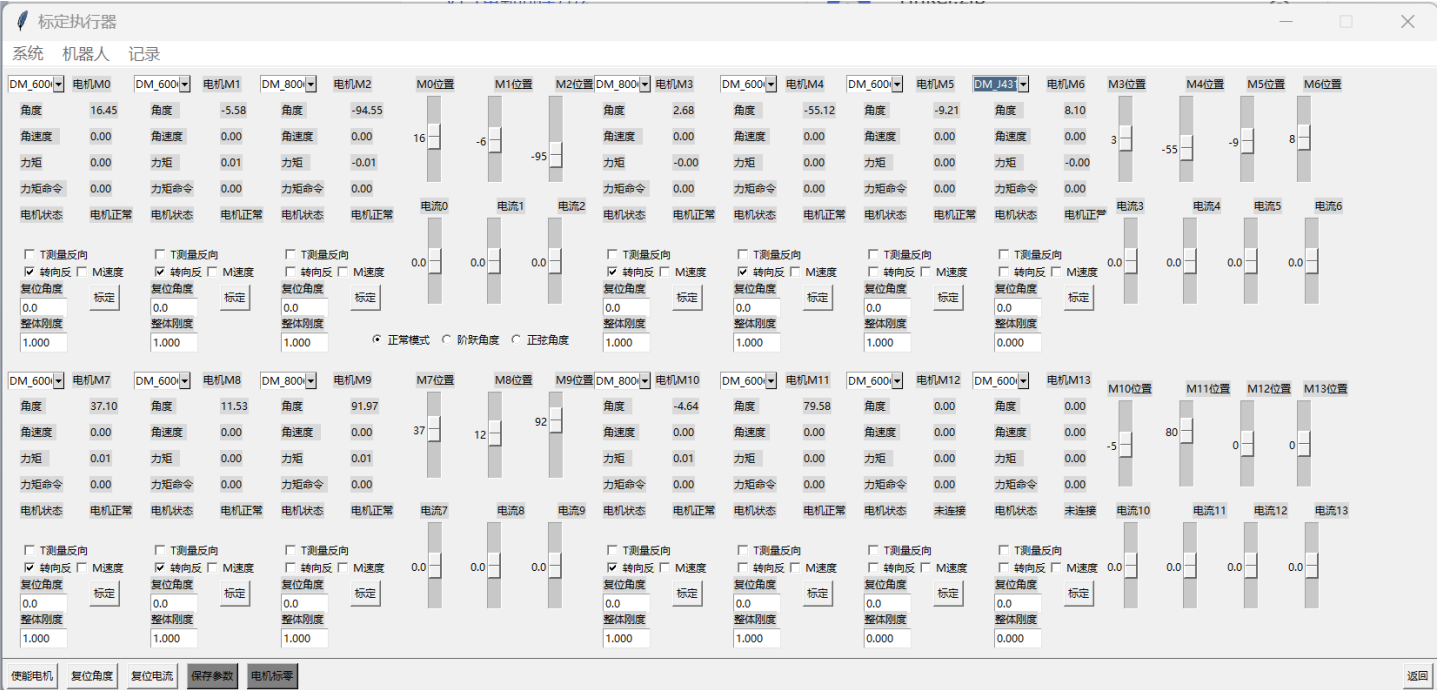 标定执行器
系统 机器人 记录
DM_600 电机M0 DM_600 电机M1 DM_800 电机M2 M0位置 M1位置 M2位置 DM_800 电机M3 DM_600 电机M4 DM_600 电机M5 DM_J431 电机M6 M3位置 M4位置 M5位置 M6位置
角度 16.45 角度 -5.58 角度 -94.55 角度 2.68 角度 -55.12 角度 -9.21 角度 8.10
角速度 0.00 角速度 0.00 角速度 0.00 16 -6 -95 角速度 0.00 角速度 0.00 角速度 0.00 角速度 0.00 3 -55 -9 8
力矩 0.00 力矩 0.01 力矩 -0.01 力矩 -0.00 力矩 0.00 力矩 0.00 力矩 -0.00
力矩命令 0.00 力矩命令 0.00 力矩命令 0.00 力矩命令 0.00 力矩命令 0.00 力矩命令 0.00 力矩命令 0.00
电机状态 电机正常 电机状态 电机正常 电机状态 电机正常 电流0 电流1 电流2 电机状态 电机正常 电机状态 电机正常 电机状态 电机正常 电机状态 电机正常 电流3 电流4 电流5 电流6
T测量反向 T测量反向 T测量反向 0.0 0.0 0.0 T测量反向 T测量反向 T测量反向 T测量反向 0.0 0.0 0.0 0.0
转向反 M速度 转向反 M速度 转向反 M速度 转向反 M速度 转向反 M速度 转向反 M速度 转向反 M速度
复位角度 复位角度 复位角度 复位角度 复位角度 复位角度 复位角度
0.0 标定 0.0 标定 0.0 标定 0.0 标定 0.0 标定 0.0 标定 0.0 标定
整体刚度 整体刚度 整体刚度 整体刚度 整体刚度 整体刚度 整体刚度
1.000 1.000 1.000 正常模式 阶跃角度 正弦角度 1.000 1.000 1.000 0.000
DM_600 电机M7 DM_600 电机M8 DM_800 电机M9 M7位置 M8位置 M9位置 DM_800 电机M10 DM_600 电机M11 DM_600 电机M12 DM_600 电机M13 M10位置 M11位置 M12位置 M13位置
角度 37.10 角度 11.53 角度 91.97 角度 -4.64 角度 79.58 角度 0.00 角度 0.00
角速度 0.00 角速度 0.00 角速度 0.00 37 12 92 角速度 0.00 角速度 0.00 角速度 0.00 角速度 0.00 -5 80 0 0
力矩 0.01 力矩 0.00 力矩 0.01 力矩 0.01 力矩 0.00 力矩 0.00 力矩 0.00
力矩命令 0.00 力矩命令 0.00 力矩命令 0.00 力矩命令 0.00 力矩命令 0.00 力矩命令 0.00 力矩命令 0.00
电机状态 电机正常 电机状态 电机正常 电机状态 电机正常 电流7 电流8 电流9 电机状态 电机正常 电机状态 电机正常 电机状态 未连接 电机状态 未连接 电流10 电流11 电流12 电流13
T测量反向 T测量反向 T测量反向 T测量反向 T测量反向 T测量反向 T测量反向
转向反 M速度 转向反 M速度 转向反 M速度 0.0 0.0 0.0 转向反 M速度 转向反 M速度 转向反 M速度 转向反 M速度 0.0 0.0 0.0 0.0
复位角度 复位角度 复位角度 复位角度 复位角度 复位角度 复位角度
0.0 标定 0.0 标定 0.0 标定 0.0 标定 0.0 标定 0.0 标定 0.0 标定
整体刚度 整体刚度 整体刚度 整体刚度 整体刚度 整体刚度 整体刚度
1.000 1.000 1.000 1.000 1.000 0.000 0.000
使能电机 复位角度 复位电流 保存参数 电机标零 返回